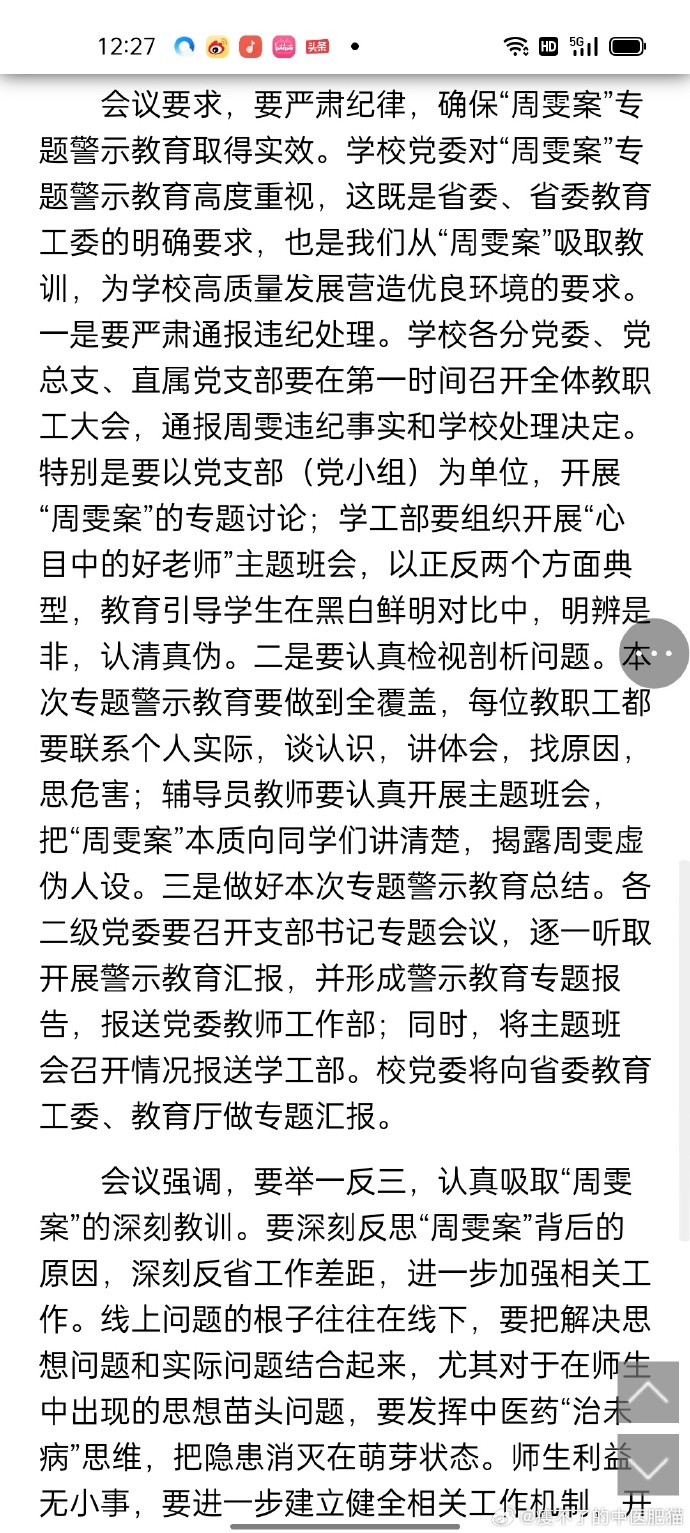 12:27 头条 HD 5G
会议要求，要严肃纪律，确保“周雯案”专
题警示教育取得实效。学校党委对“周雯案”专
题警示教育高度重视，这既是省委、省委教育
工委的明确要求，也是我们从“周雯案”吸取教
训，为学校高质量发展营造优良环境的要求。
一是要严肃通报违纪处理。学校各分党委、党
总支、直属党支部要在第一时间召开全体教职
工大会，通报周雯违纪事实和学校处理决定。
特别是要以党支部（党小组）为单位，开展
“周雯案”的专题讨论；学工部要组织开展“心
目中的好老师”主题班会，以正反两个方面典
型，教育引导学生在黑白鲜明对比中，明辨是
非，认清真伪。二是要认真检视剖析问题。本
次专题警示教育要做到全覆盖，每位教职工都
要联系个人实际，谈认识，讲体会，找原因，
思危害；辅导员教师要认真开展主题班会，
把“周雯案”本质向同学们讲清楚，揭露周雯虚
伪人设。三是做好本次专题警示教育总结。各
二级党委要召开支部书记专题会议，逐一听取
开展警示教育汇报，并形成警示教育专题报
告，报送党委教师工作部；同时，将主题班
会召开情况报送学工部。校党委将向省委教育
工委、教育厅做专题汇报。
会议强调，要举一反三，认真吸取“周雯
案”的深刻教训。要深刻反思“周雯案”背后的
原因，深刻反省工作差距，进一步加强相关工
作。线上问题的根子往往在线下，要把解决思
想问题和实际问题结合起来，尤其对于在师生
中出现的思想苗头问题，要发挥中医药“治未
病”思维，把隐患消灭在萌芽状态。师生利益
无小事，要进一步建立健全相关工作机制，开
@瘦不了的中医肥猫